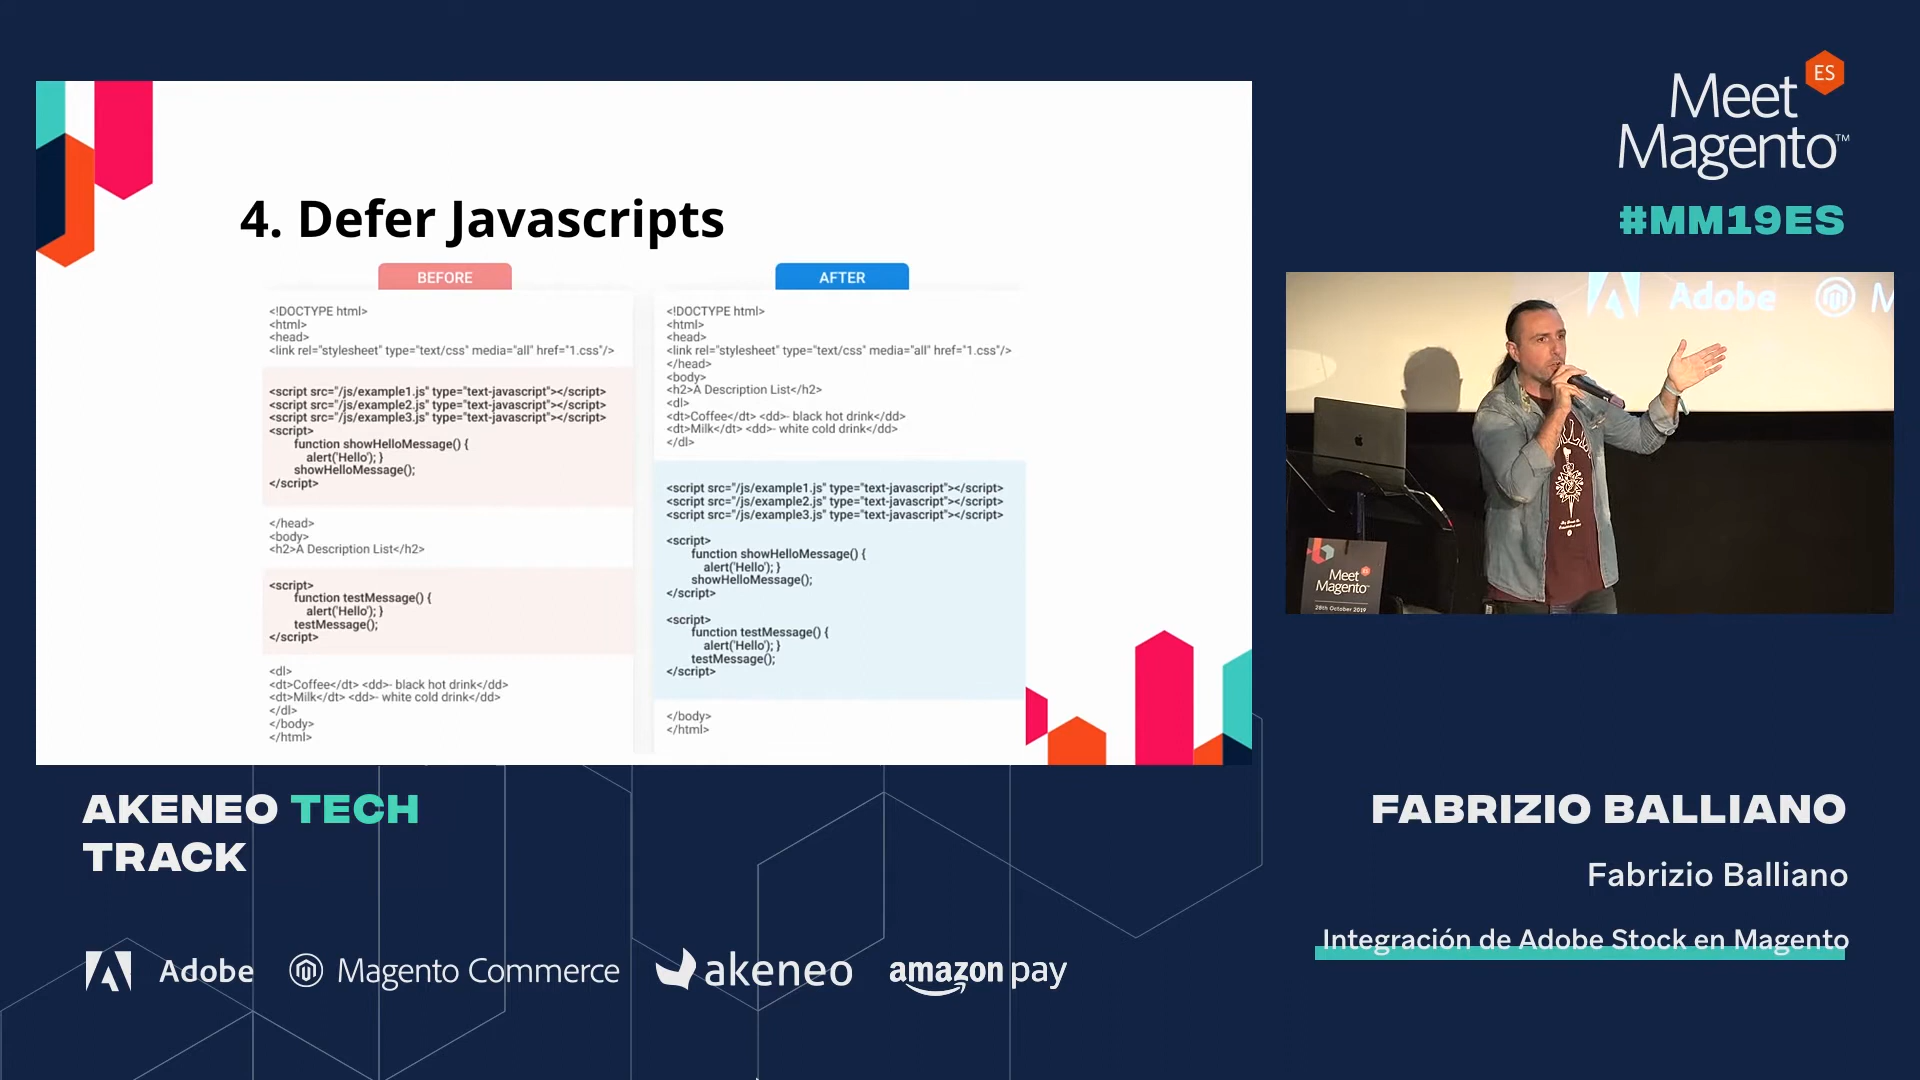 4. Defer Javascripts
BEFORE
<!DOCTYPE html>
<html>
<head>
<link rel="stylesheet" type="text/css" media="all" href="1.css"/>
<script src="/js/example1.js" type="text-javascript"></script>
<script src="/js/example2.js" type="text-javascript"></script>
<script src="/js/example3.js" type="text-javascript"></script>
<script>
function showHelloMessage() {
alert('Hello'); }
showHelloMessage();
</script>
</head>
<body>
<h2>A Description List</h2>
<script>
function testMessage() {
alert('Hello'); }
testMessage();
</script>
<dl>
<dt>Coffee</dt> <dd>- black hot drink</dd>
<dt>Milk</dt> <dd>- white cold drink</dd>
</dl>
</body>
</html>
AFTER
<!DOCTYPE html>
<html>
<head>
<link rel="stylesheet" type="text/css" media="all" href="1.css"/>
</head>
<body>
<h2>A Description List</h2>
<dl>
<dt>Coffee</dt> <dd>- black hot drink</dd>
<dt>Milk</dt> <dd>- white cold drink</dd>
</dl>
<script src="/js/example1.js" type="text-javascript"></script>
<script src="/js/example2.js" type="text-javascript"></script>
<script src="/js/example3.js" type="text-javascript"></script>
<script>
function showHelloMessage() {
alert('Hello'); }
showHelloMessage();
</script>
<script>
function testMessage() {
alert('Hello'); }
testMessage();
</script>
</body>
</html>
ES
Meet
Magento™
#MM19ES
Adobe
M
Meet ES
Magento
28th October 2019
AKENEO TECH
TRACK
FABRIZIO BALLIANO
Fabrizio Balliano
Integración de Adobe Stock en Magento
Adobe
Magento Commerce
akeneo
amazon pay